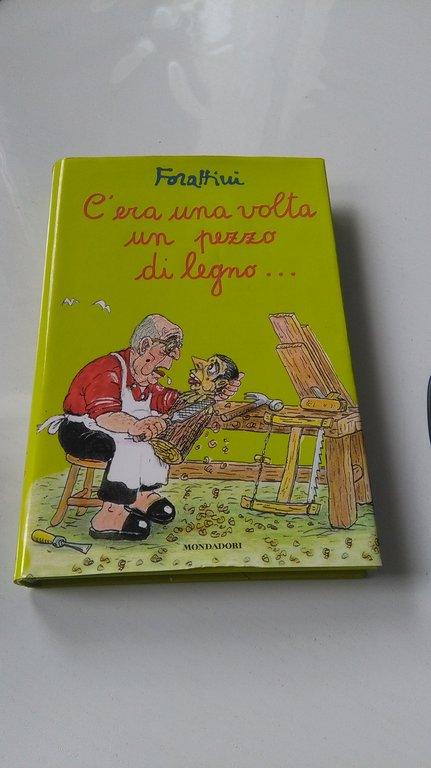 Forattini
C'era una volta
un pezzo
di legno...
MONDADORI